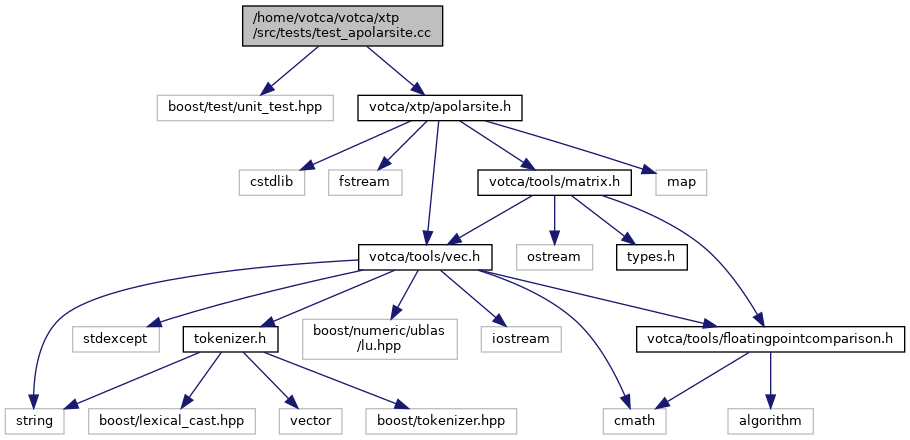 /home/votca/votca/xtp
/src/tests/test_apolarsite.cc
boost/test/unit_test.hpp
votca/xtp/apolarsite.h
cstdlib
fstream
votca/tools/matrix.h
map
votca/tools/vec.h
ostream
types.h
stdexcept
tokenizer.h
boost/numeric/ublas
/lu.hpp
iostream
votca/tools/floatingpointcomparison.h
string
boost/lexical_cast.hpp
vector
boost/tokenizer.hpp
cmath
algorithm